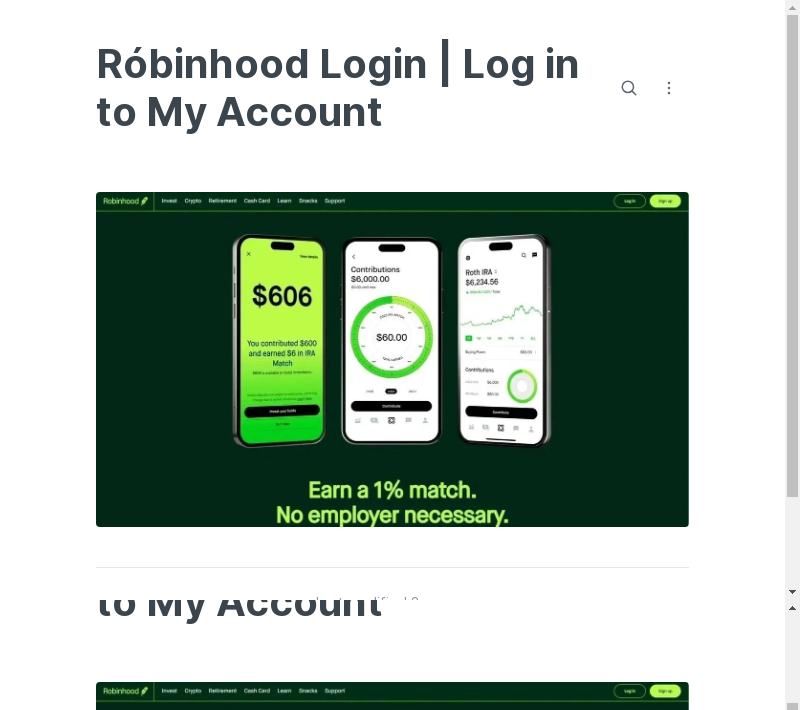 Róbinhood Login | Log in
to My Account
Robinhood Invest Crypto Retirement Cash Card Learn Snacks Support Log in Sign up
$606
You contributed $600
and earned $6 in IRA
Match
Contributions
$6,000.00
$60.00
Contribute
Roth IRA
$6,234.56
Buying Power
Contributions
Contribute
Earn a 1% match.
No employer necessary.
to My Account
Robinhood Invest Crypto Retirement Cash Card Learn Snacks Support Log in Sign up